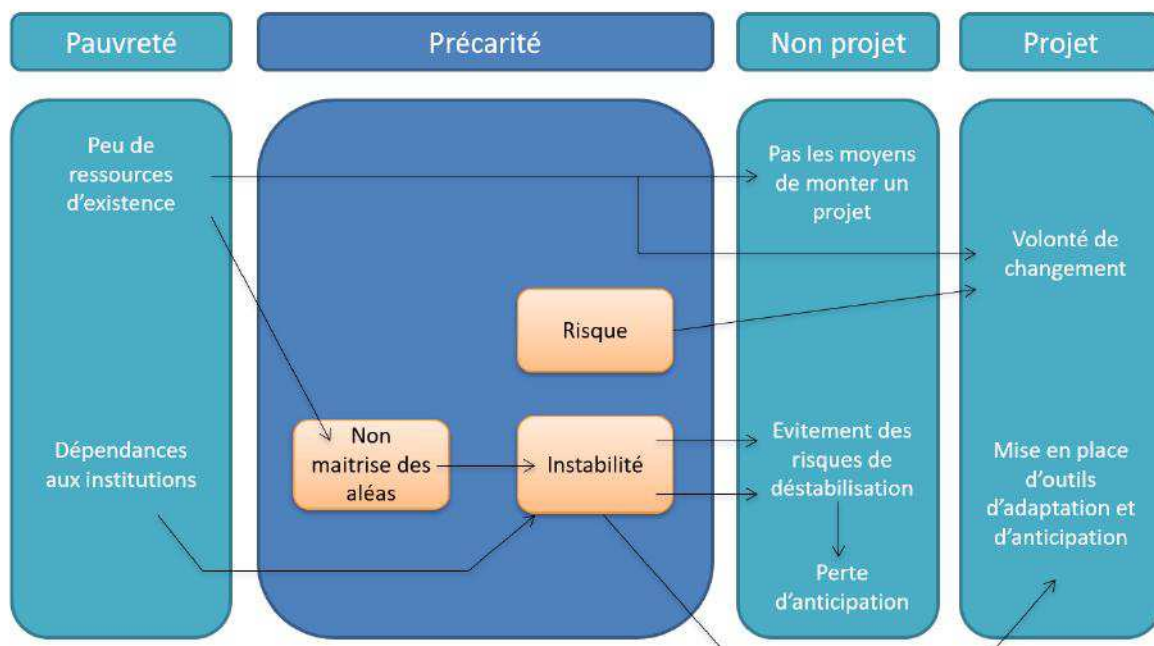 Pauvreté
Précarité
Non projet
Projet
Peu de
ressources
d'existence
Dépendances
aux institutions
Risque
Non
maitrise des
aléas
Instabilité
Pas les moyens
de monter un
projet
Evitement des
risques de
déstabilisation
Perte
d'anticipation
Volonté de
changement
Mise en place
d'outils
d'adaptation et
d'anticipation